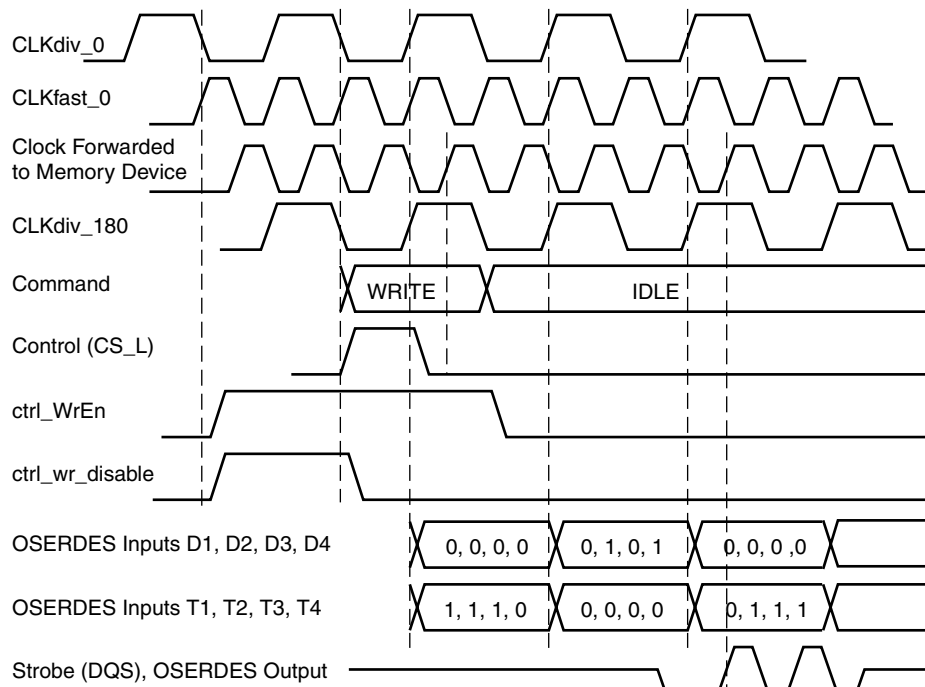 CLKdiv_0
CLKfast_0
Clock Forwarded
to Memory Device
CLKdiv_180
Command
WRITE
IDLE
Control (CS_L)
ctrl_WrEn
ctrl_wr_disable
OSERDES Inputs D1, D2, D3, D4
0, 0, 0, 0
0, 1, 0, 1
0, 0, 0 ,0
OSERDES Inputs T1, T2, T3, T4
1, 1, 1, 0
0, 0, 0, 0
0, 1, 1, 1
Strobe (DQS), OSERDES Output